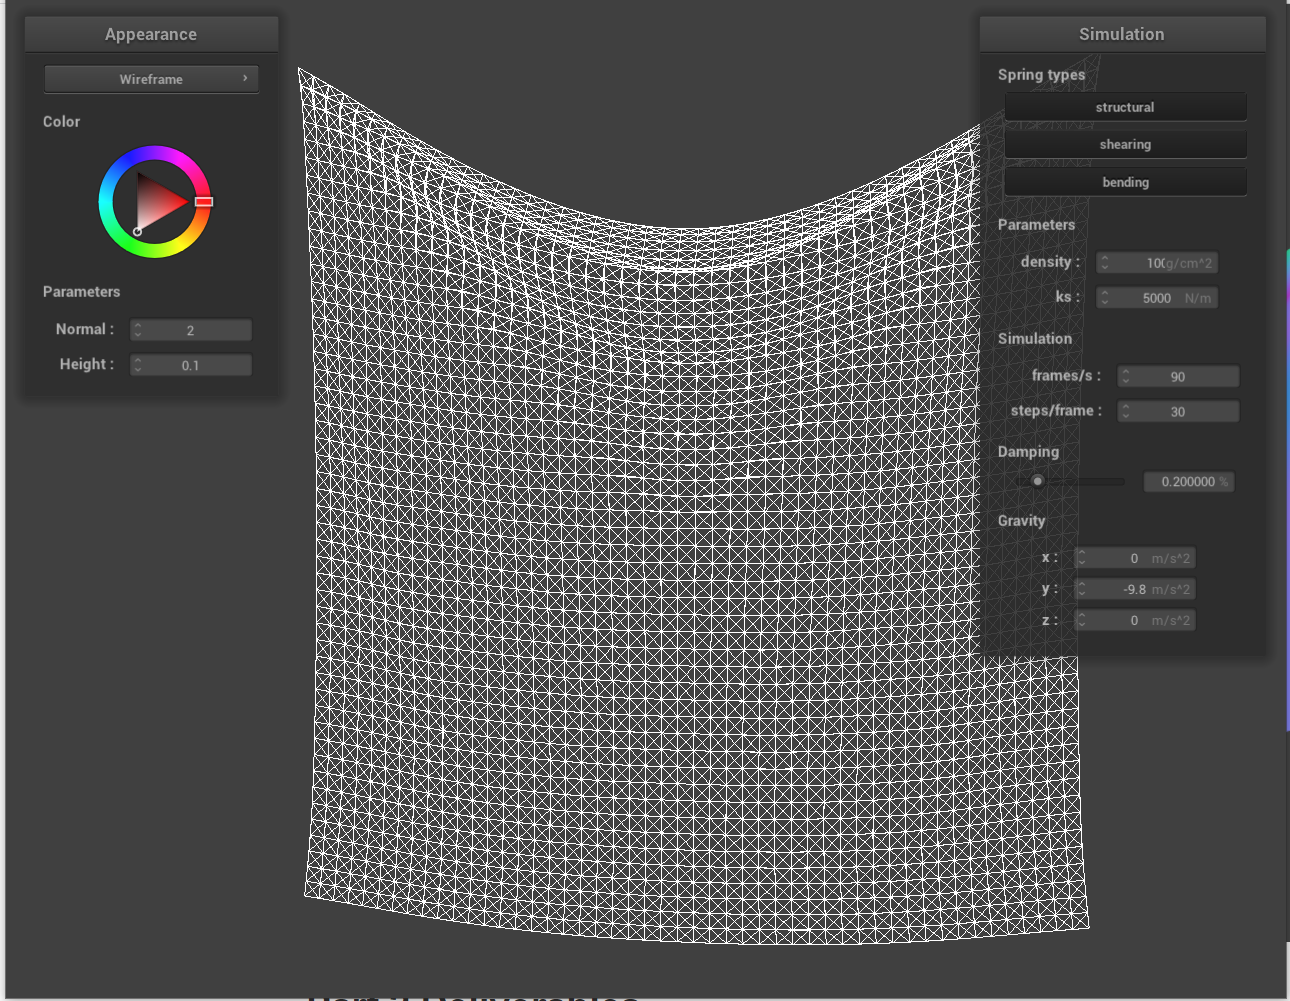 Appearance
Wireframe
Color
Parameters
Normal : 2
Height : 0.1
Simulation
Spring types
structural
shearing
bending
Parameters
density : 10 g/cm^2
ks : 5000 N/m
Simulation
frames/s : 90
steps/frame : 30
Damping
0.200000 %
Gravity
x : 0 m/s^2
y : -9.8 m/s^2
z : 0 m/s^2